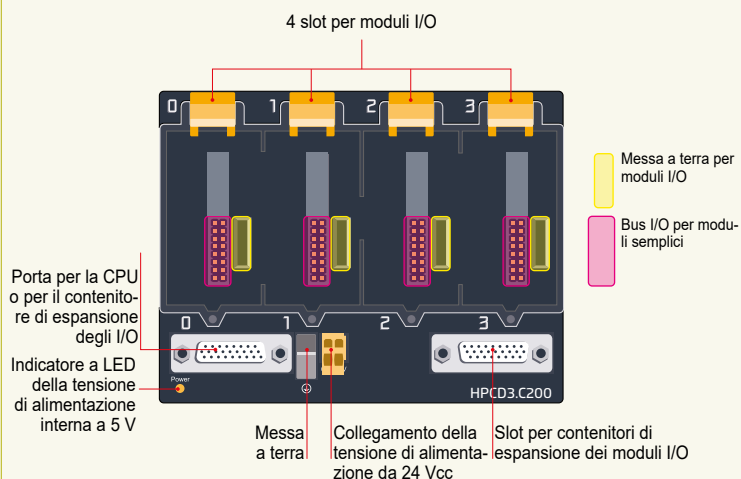 4 slot per moduli I/O
0 1 2 3
Messa a terra per
moduli I/O
Bus I/O per modu-
li semplici
Porta per la CPU
o per il contenito-
re di espansione
degli I/O
0 1 2 3
Indicatore a LED
della tensione
di alimentazione
interna a 5 V
Power
HPCD3.C200
Messa
a terra
Collegamento della
tensione di alimenta-
zione da 24 Vcc
Slot per contenitori di
espansione dei moduli I/O